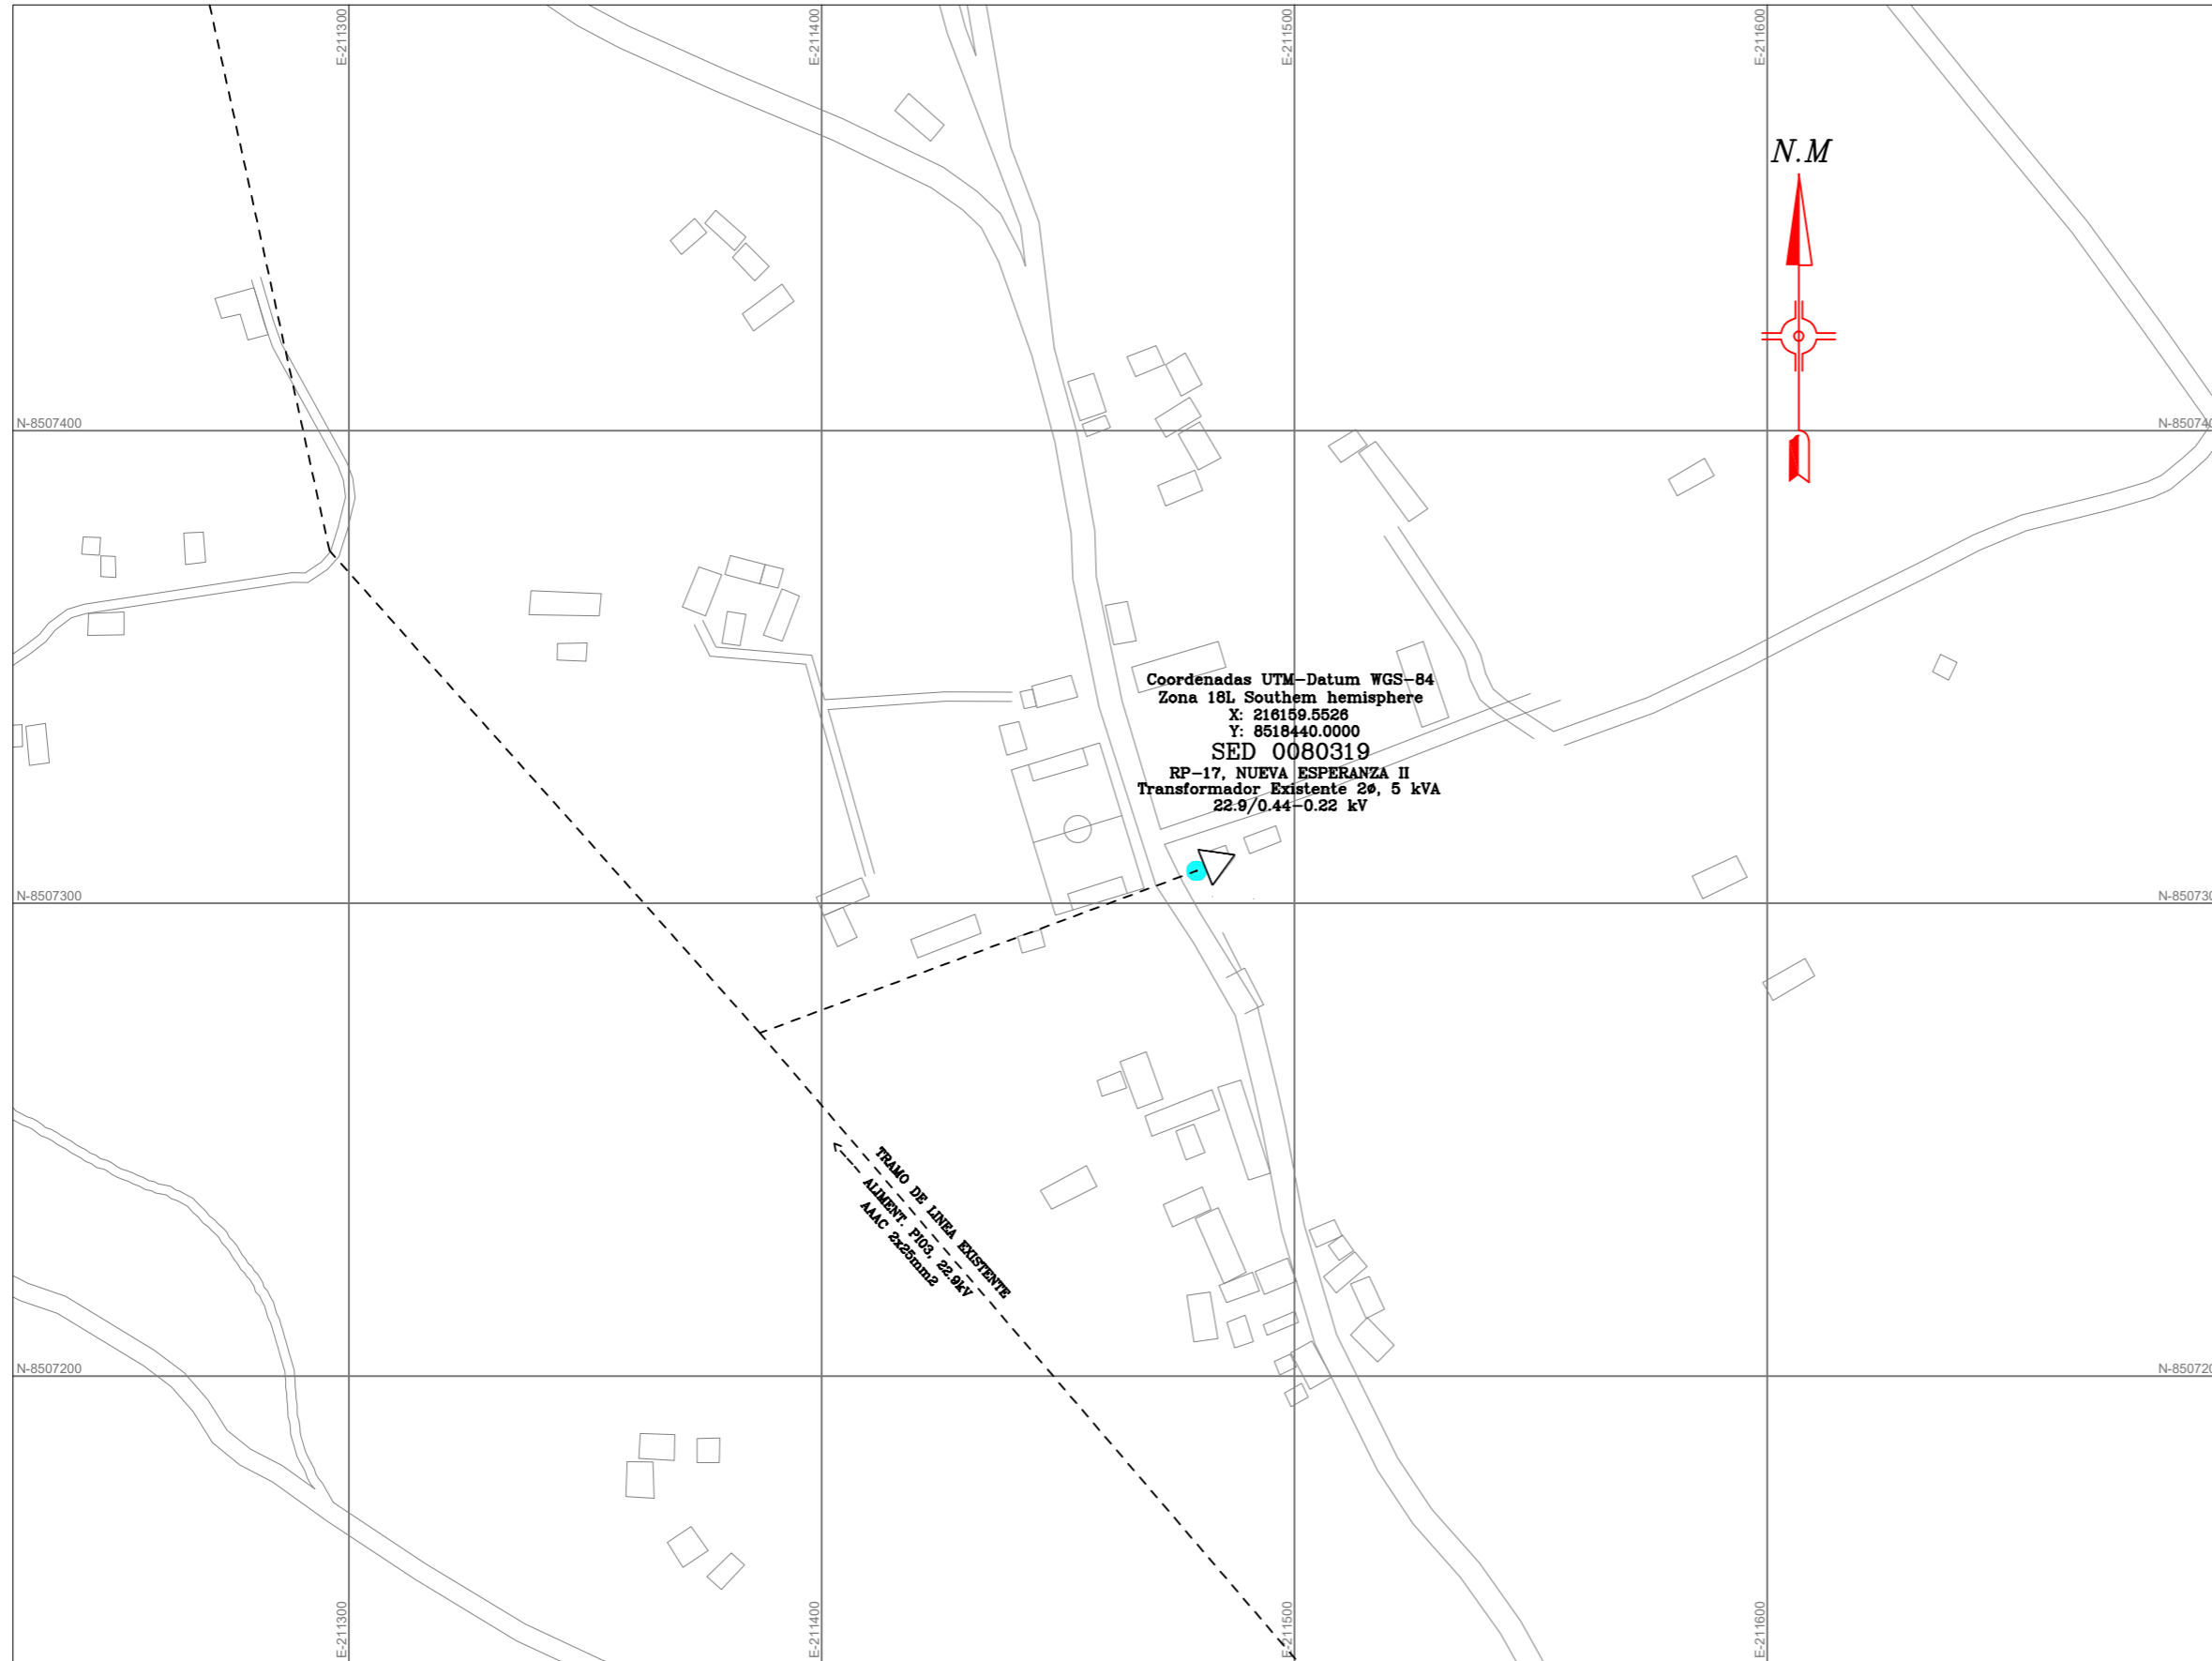 E-211300
E-211400
E-211500
E-211600
N.M
N-8507400
N-850740
Coordenadas UTM-Datum WGS-84
Zona 18L Southem hemisphere
X: 216159.5526
Y: 8518440.0000
SED 0080319
RP-17, NUEVA ESPERANZA II
Transformador Existente 2ø, 5 kVA
22.9/0.44-0.22 kV
N-8507300
N-850730
TRAMO DE LINEA EXISTENTE
ALIMENT. PI03, 22.9kV
AAAC 2x25mm2
N-8507200
N-850720
E-211300
E-211400
E-211500
E-211600